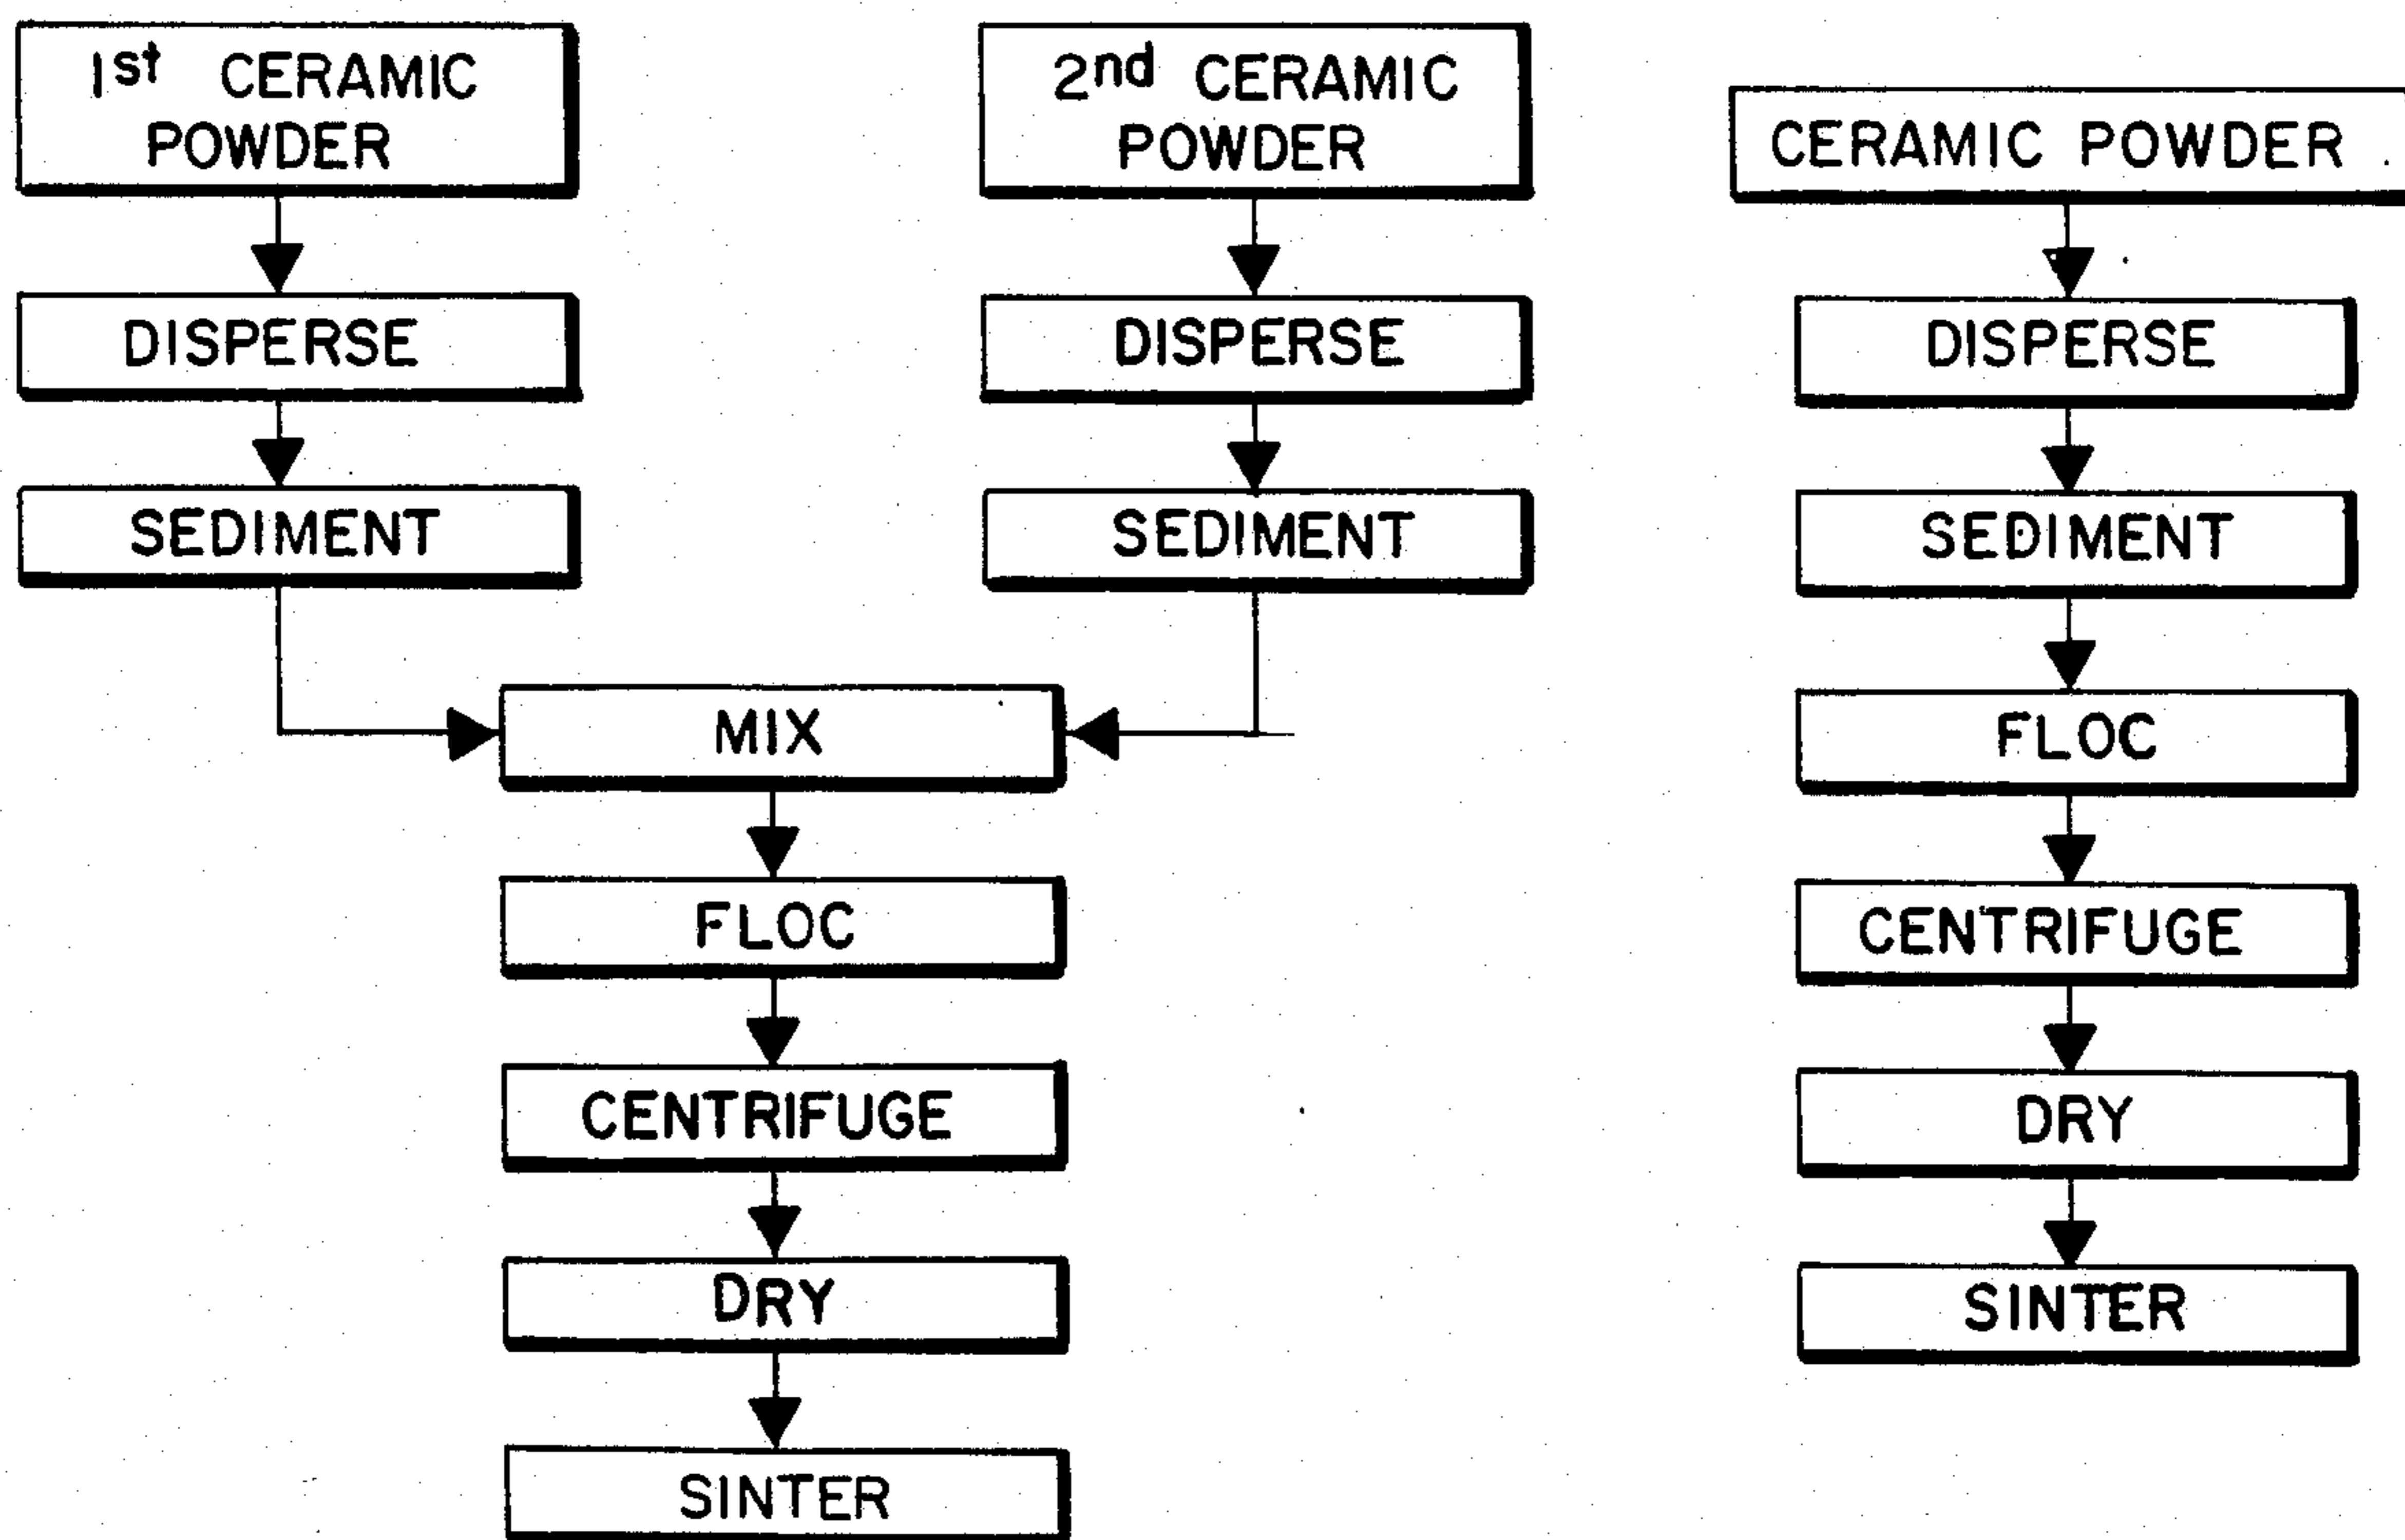 1st CERAMIC
POWDER
DISPERSE
SEDIMENT
2nd CERAMIC
POWDER
DISPERSE
SEDIMENT
MIX
FLOC
CENTRIFUGE
DRY
SINTER
CERAMIC POWDER
DISPERSE
SEDIMENT
FLOC
CENTRIFUGE
DRY
SINTER